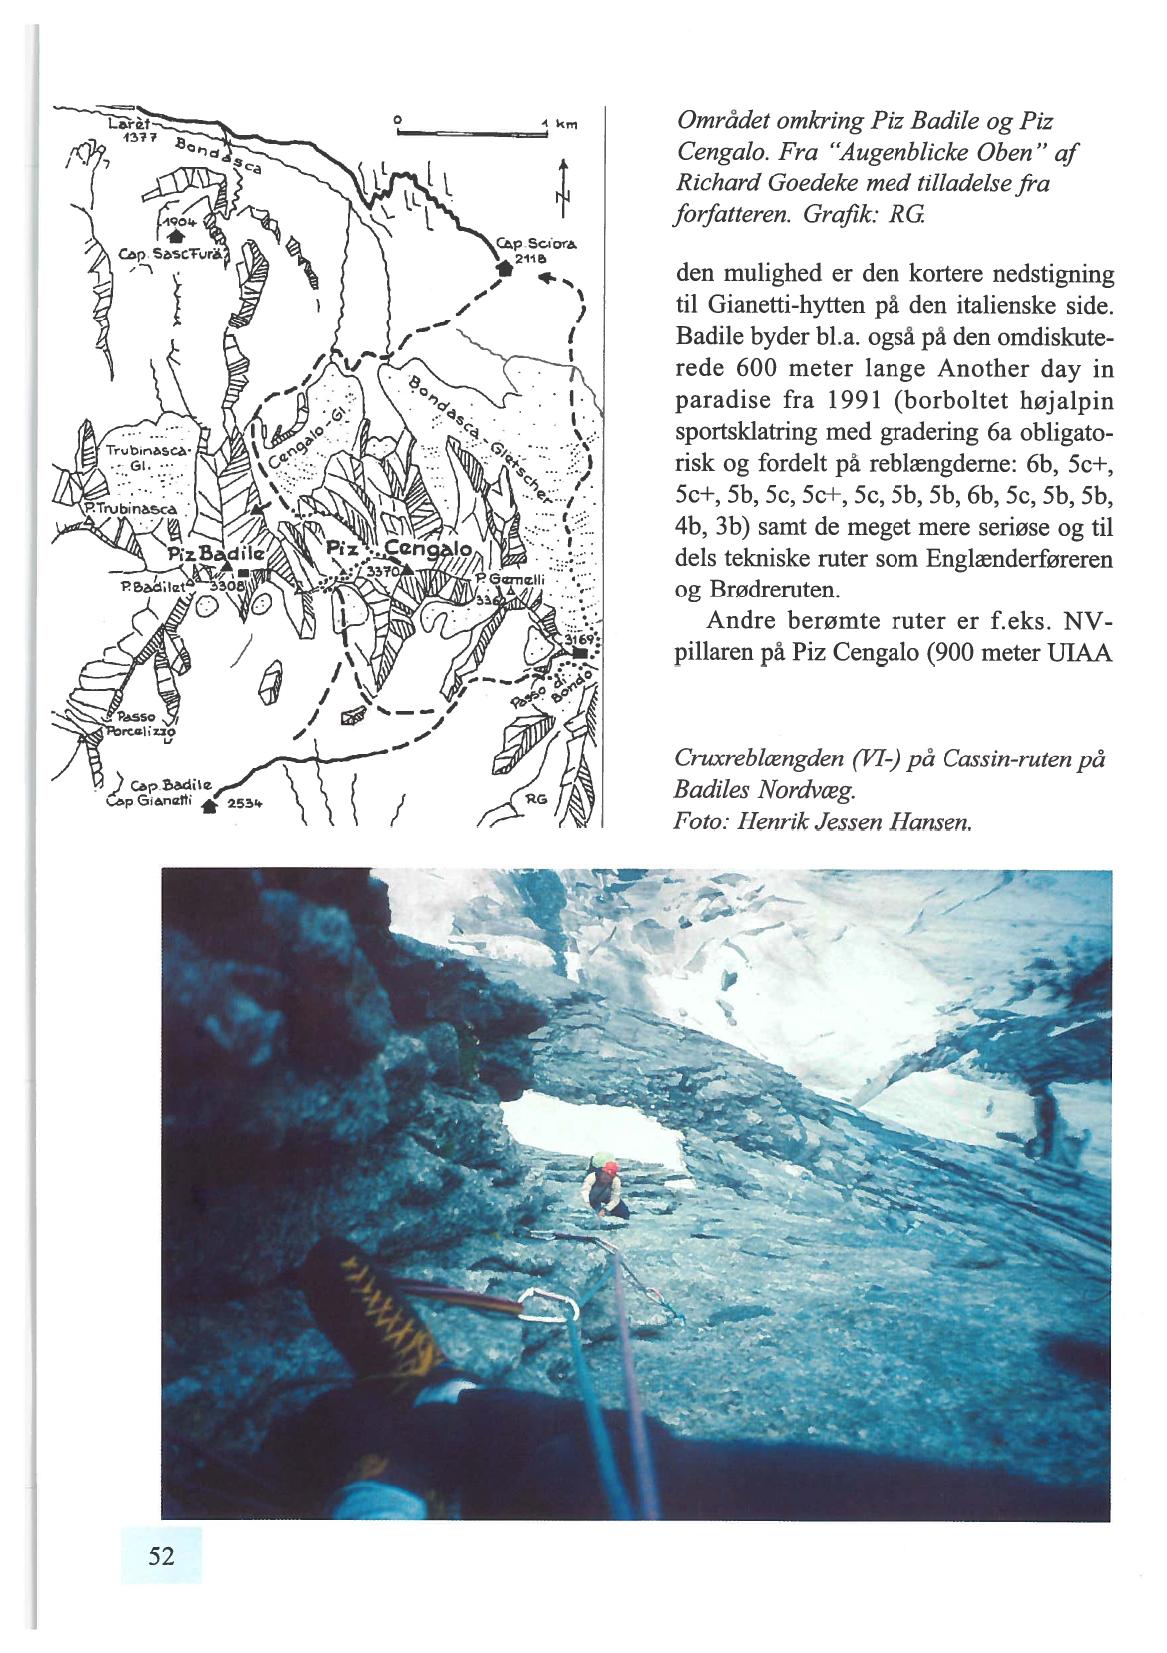 Larèt
1377
Bondasca
0 1 km
N
1904
Cap. Sasc Furä
Cap. Sciora
2118
Cengalo-Gl.
Bondasca-Gletscher
Trubinasca-
Gl.
P. Trubinasca
Piz Badile
3308
P. Badilet
Piz Cengalo
3370
P. Gemelli
3169
Passo di
Bondo
Passo
Porcelizzo
Cap. Badile
Cap Gianetti 2534
RG
Området omkring Piz Badile og Piz
Cengalo. Fra “Augenblicke Oben” af
Richard Goedeke med tilladelse fra
forfatteren. Grafik: RG.
den mulighed er den kortere nedstigning
til Gianetti-hytten på den italienske side.
Badile byder bl.a. også på den omdiskute-
rede 600 meter lange Another day in
paradise fra 1991 (borboltet højalpin
sportsklatring med gradering 6a obligato-
risk og fordelt på reblængderne: 6b, 5c+,
5c+, 5b, 5c, 5c+, 5c, 5b, 5b, 6b, 5c, 5b, 5b,
4b, 3b) samt de meget mere seriøse og til
dels tekniske ruter som Englænderføreren
og Brødreruten.
Andre berømte ruter er f.eks. NV-
pillaren på Piz Cengalo (900 meter UIAA
Cruxreblængden (VI-) på Cassin-ruten på
Badiles Nordvæg.
Foto: Henrik Jessen Hansen.
52